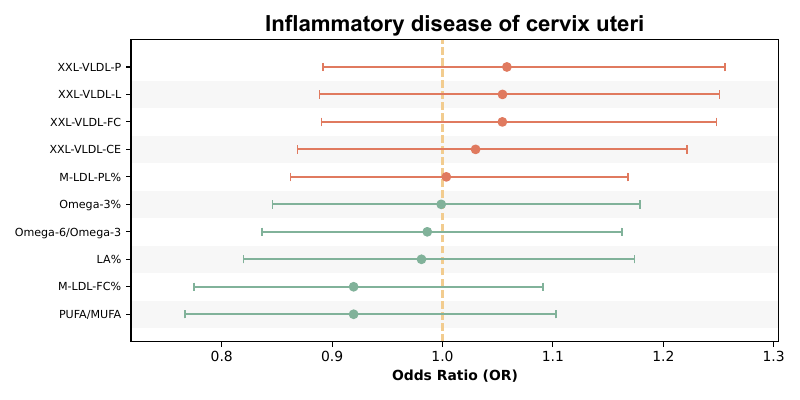 Inflammatory disease of cervix uteri
XXL-VLDL-P
XXL-VLDL-L
XXL-VLDL-FC
XXL-VLDL-CE
M-LDL-PL%
Omega-3%
Omega-6/Omega-3
LA%
M-LDL-FC%
PUFA/MUFA
0.8 0.9 1.0 1.1 1.2 1.3
Odds Ratio (OR)